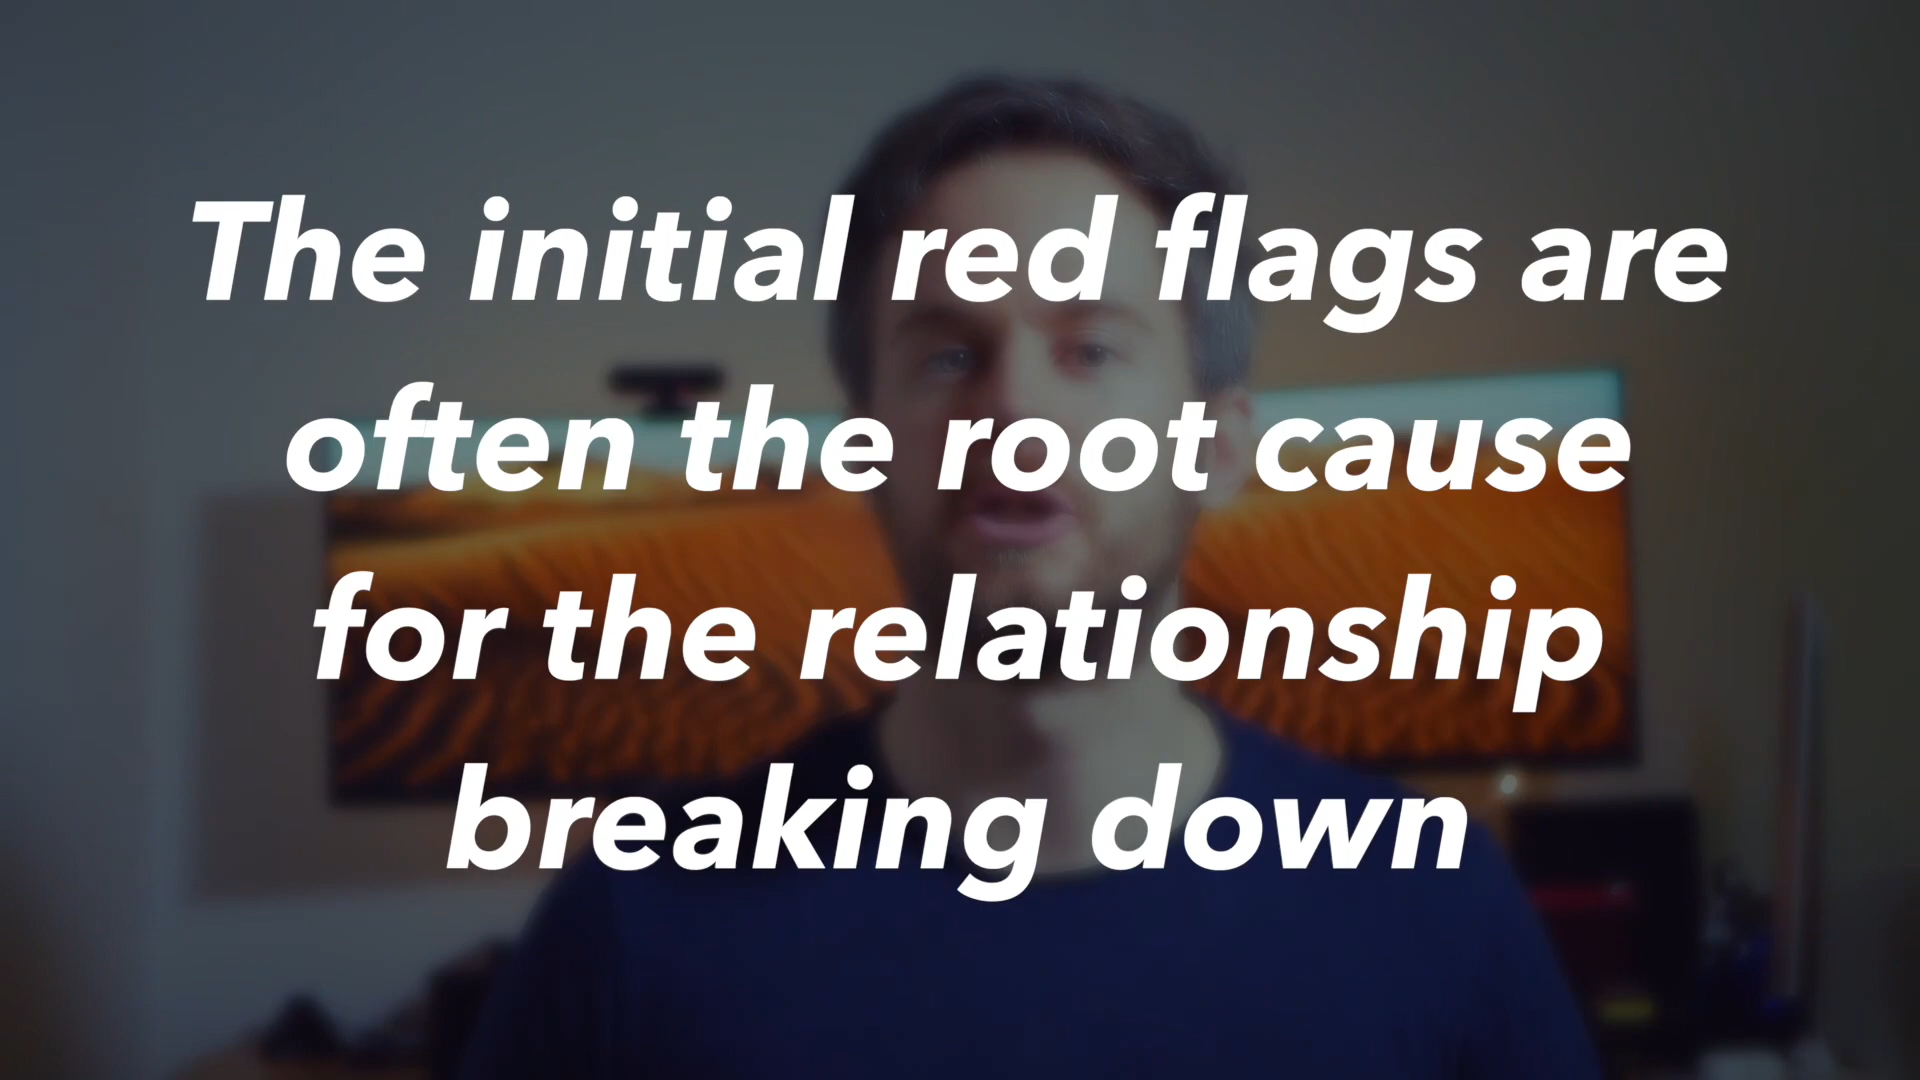 The initial red flags are
often the root cause
for the relationship
breaking down